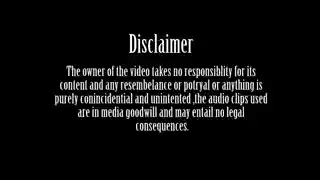 Disclaimer
The owner of the video takes no responsiblity for its
content and any resembelance or potryal or anything is
purely conincidential and unintented ,the audio clips used
are in media goodwill and may entail no legal
consequences.